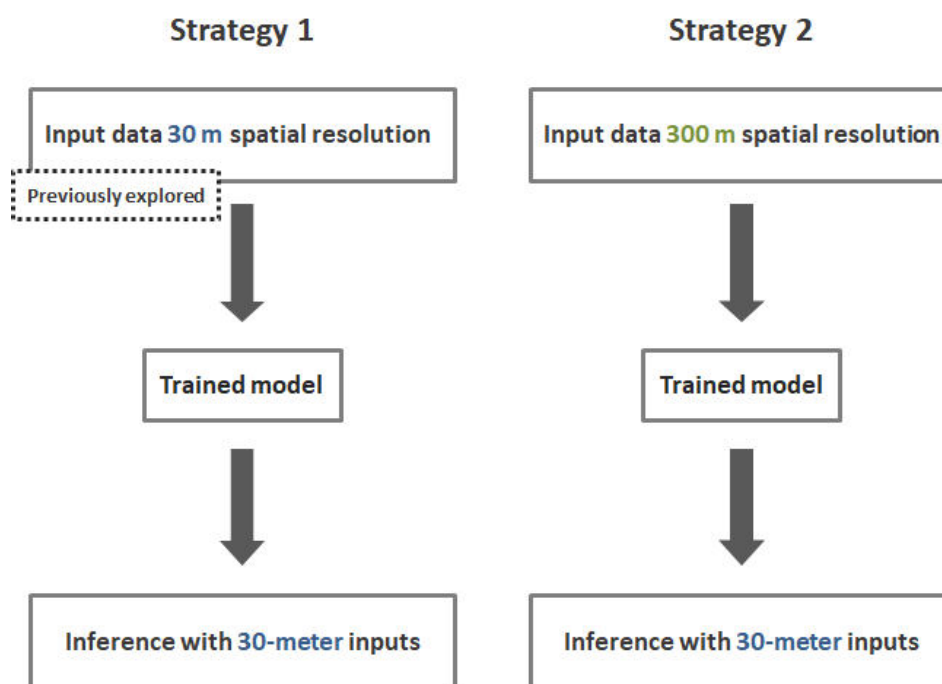 Strategy 1
Input data 30 m spatial resolution
Previously explored
Trained model
Inference with 30-meter inputs
Strategy 2
Input data 300 m spatial resolution
Trained model
Inference with 30-meter inputs